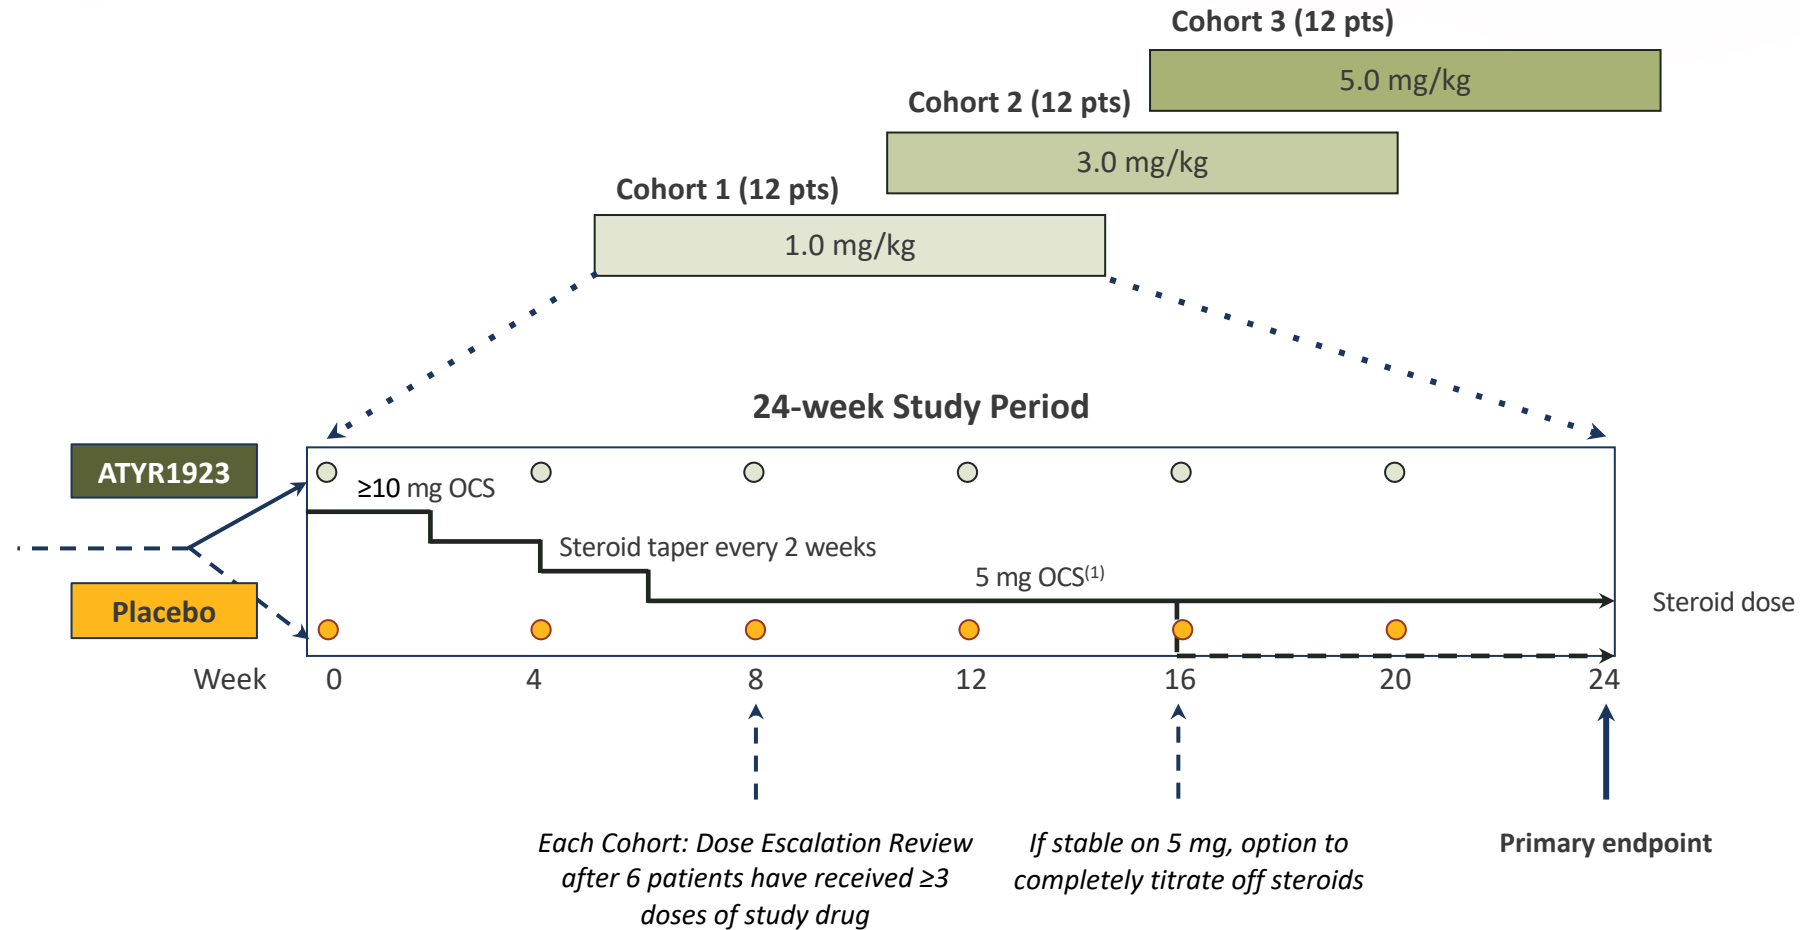 Cohort 3 (12 pts)
5.0 mg/kg
Cohort 2 (12 pts)
3.0 mg/kg
Cohort 1 (12 pts)
1.0 mg/kg
24-week Study Period
ATYR1923
≥10 mg OCS
Steroid taper every 2 weeks
5 mg OCS(1)
Placebo
Steroid dose
Week 0 4 8 12 16 20 24
Each Cohort: Dose Escalation Review
after 6 patients have received ≥3
doses of study drug
If stable on 5 mg, option to
completely titrate off steroids
Primary endpoint